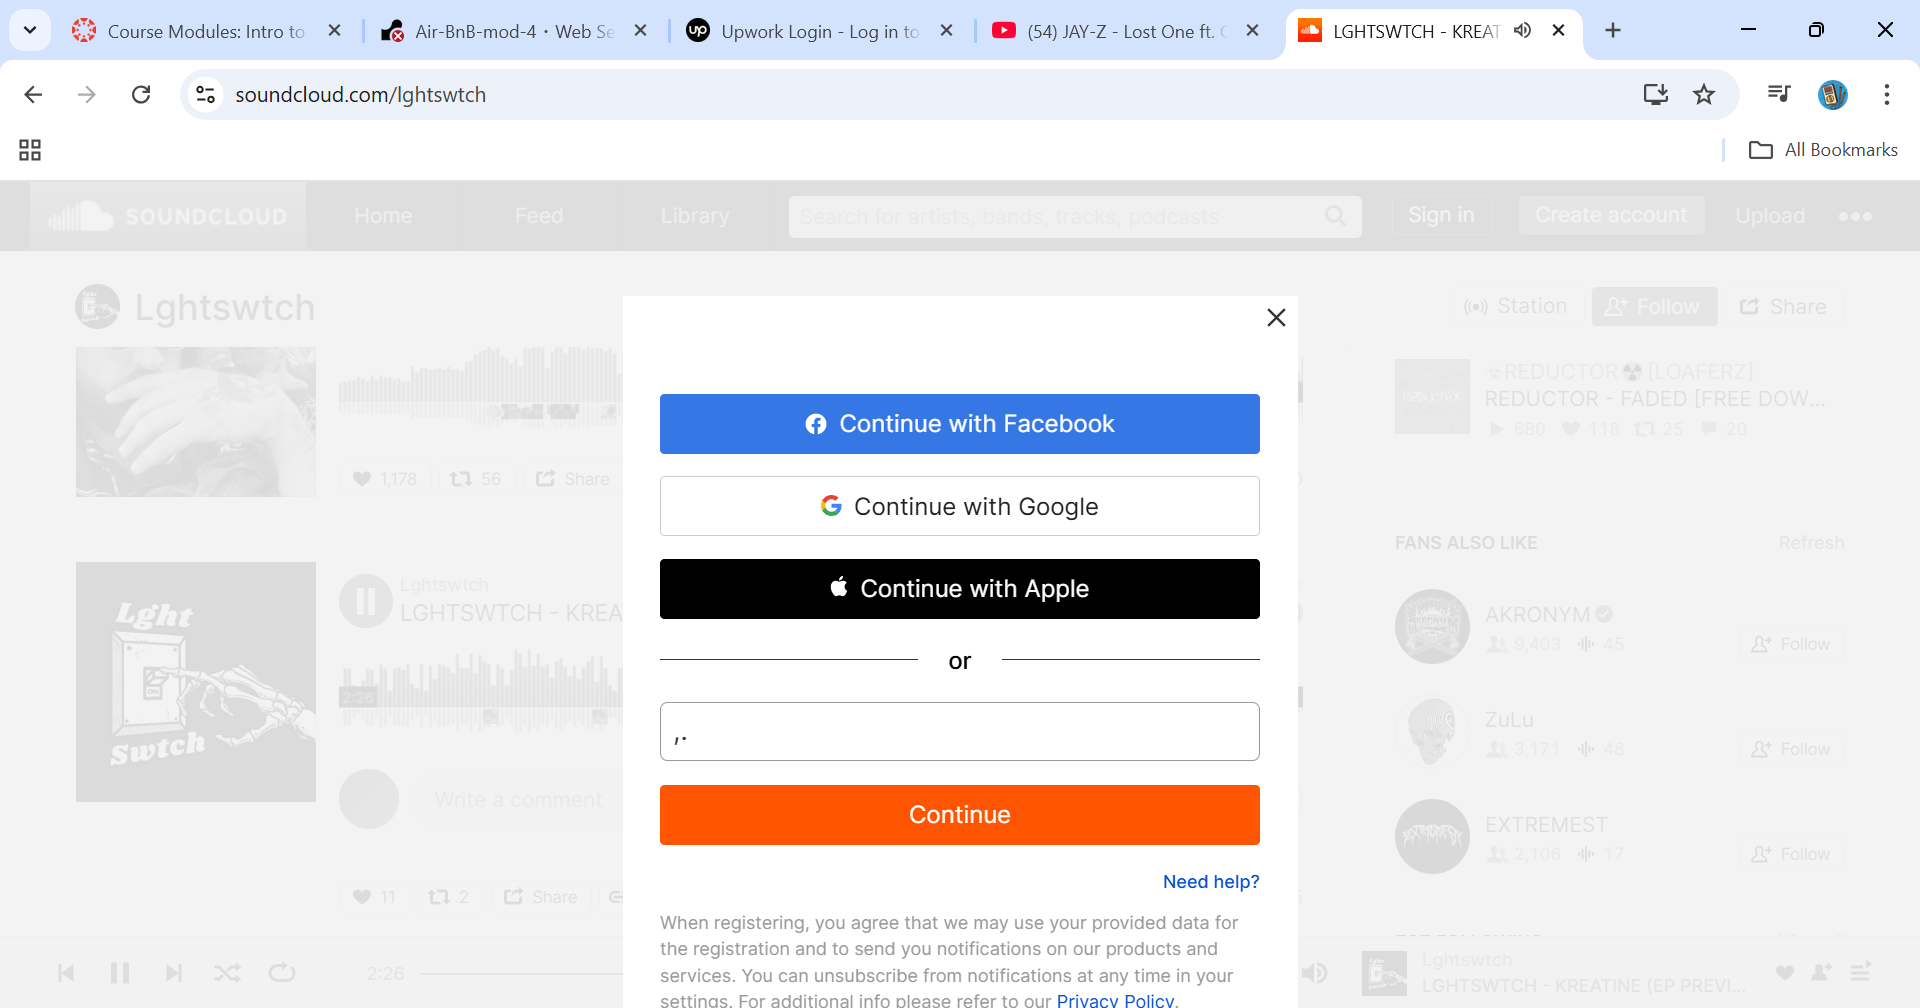 Course Modules: Intro to
Air-BnB-mod-4 • Web Se
Upwork Login - Log in to
(54) JAY-Z - Lost One ft.
LGHTSWTCH - KREAT
soundcloud.com/lghtswtch
All Bookmarks
SOUNDCLOUD
Home
Feed
Library
Search for artists, bands, tracks, podcasts
Sign in
Create account
Upload
Lghtswtch
Station
Follow
Share
1,178
56
Share
REDUCTOR☢[LOAFERZ]
REDUCTOR - FADED [FREE DOW...
680
118
25
20
Continue with Facebook
Continue with Google
Continue with Apple
or
,.
Continue
Need help?
When registering, you agree that we may use your provided data for
the registration and to send you notifications on our products and
services. You can unsubscribe from notifications at any time in your
settings. For additional info please refer to our Privacy Policy.
Lght
ON
Swtch
Lghtswtch
LGHTSWTCH - KREA
2:26
Write a comment
11
2
Share
FANS ALSO LIKE
Refresh
AKRONYM
9,403
45
Follow
ZuLu
3,171
48
Follow
EXTREMEST
2,106
17
Follow
2:26
Lghtswtch
LGHTSWTCH - KREATINE (EP PREVI...